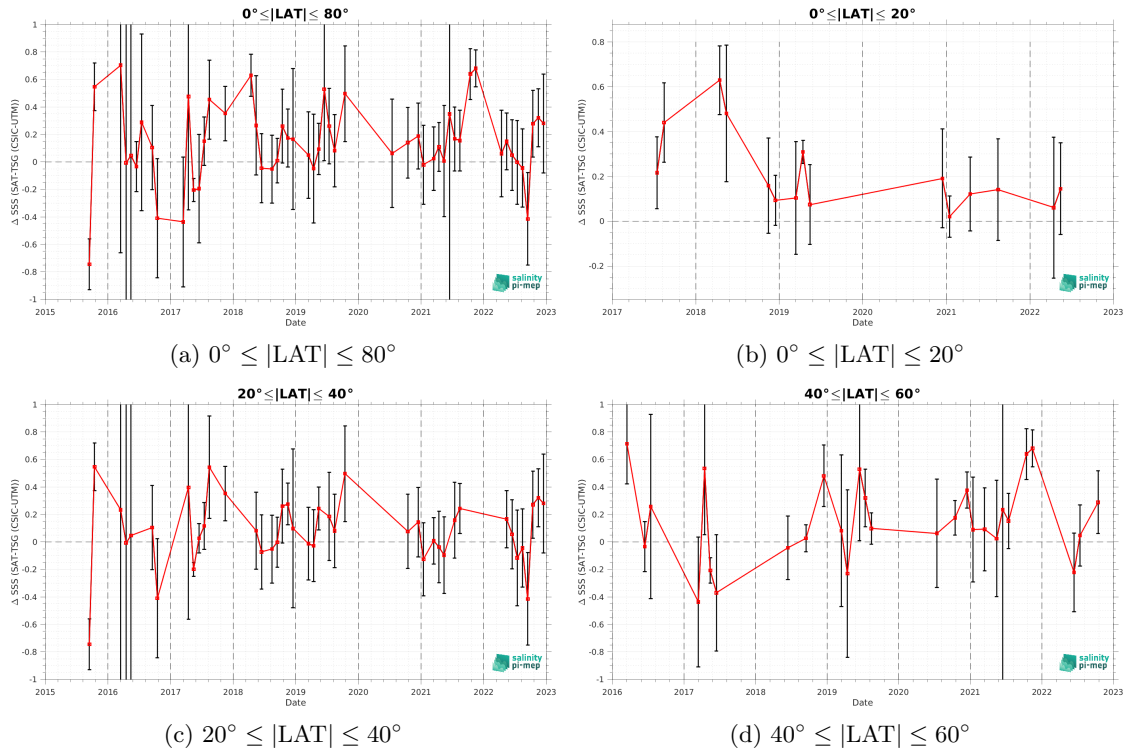 0°≤|LAT|≤ 80°
Δ SSS (SAT-TSG (CSIC-UTM))
1
0.8
0.6
0.4
0.2
0
-0.2
-0.4
-0.6
-0.8
-1
2015 2016 2017 2018 2019 2020 2021 2022 2023
Date
salinity
pi-mep
(a) 0° ≤ |LAT| ≤ 80°
0°≤|LAT|≤ 20°
Δ SSS (SAT-TSG (CSIC-UTM))
0.8
0.6
0.4
0.2
0
-0.2
2017 2018 2019 2020 2021 2022 2023
Date
salinity
pi-mep
(b) 0° ≤ |LAT| ≤ 20°
20°≤|LAT|≤ 40°
Δ SSS (SAT-TSG (CSIC-UTM))
1
0.8
0.6
0.4
0.2
0
-0.2
-0.4
-0.6
-0.8
-1
2015 2016 2017 2018 2019 2020 2021 2022 2023
Date
salinity
pi-mep
(c) 20° ≤ |LAT| ≤ 40°
40°≤|LAT|≤ 60°
Δ SSS (SAT-TSG (CSIC-UTM))
1
0.8
0.6
0.4
0.2
0
-0.2
-0.4
-0.6
-0.8
-1
2016 2017 2018 2019 2020 2021 2022 2023
Date
salinity
pi-mep
(d) 40° ≤ |LAT| ≤ 60°